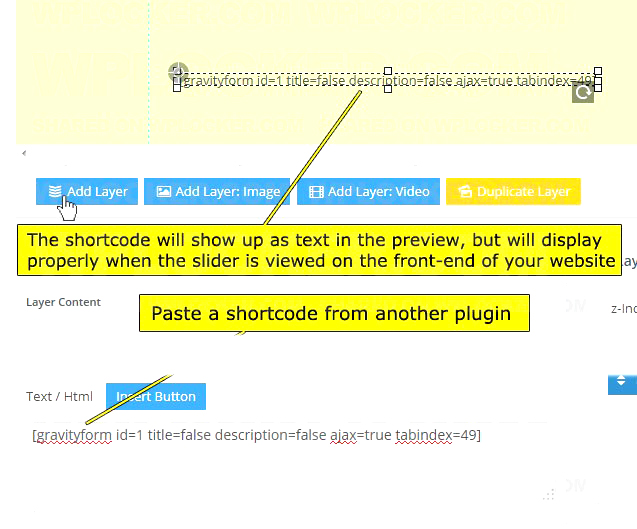 [gravityform id=1 title=false description=false ajax=true tabindex=49]
Add Layer Add Layer: Image Add Layer: Video Duplicate Layer
The shortcode will show up as text in the preview, but will display
properly when the slider is viewed on the front-end of your website
Layer Content
Paste a shortcode from another plugin
Text / Html Insert Button
[gravityform id=1 title=false description=false ajax=true tabindex=49]